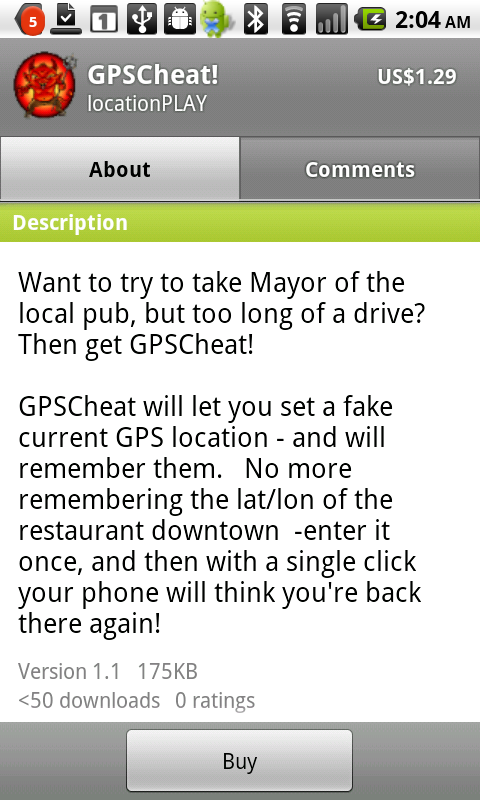 5 1 2:04 AM
GPSCheat! US$1.29
locationPLAY
About Comments
Description
Want to try to take Mayor of the
local pub, but too long of a drive?
Then get GPSCheat!
GPSCheat will let you set a fake
current GPS location - and will
remember them.   No more
remembering the lat/lon of the
restaurant downtown  -enter it
once, and then with a single click
your phone will think you're back
there again!
Version 1.1   175KB
<50 downloads   0 ratings
Buy